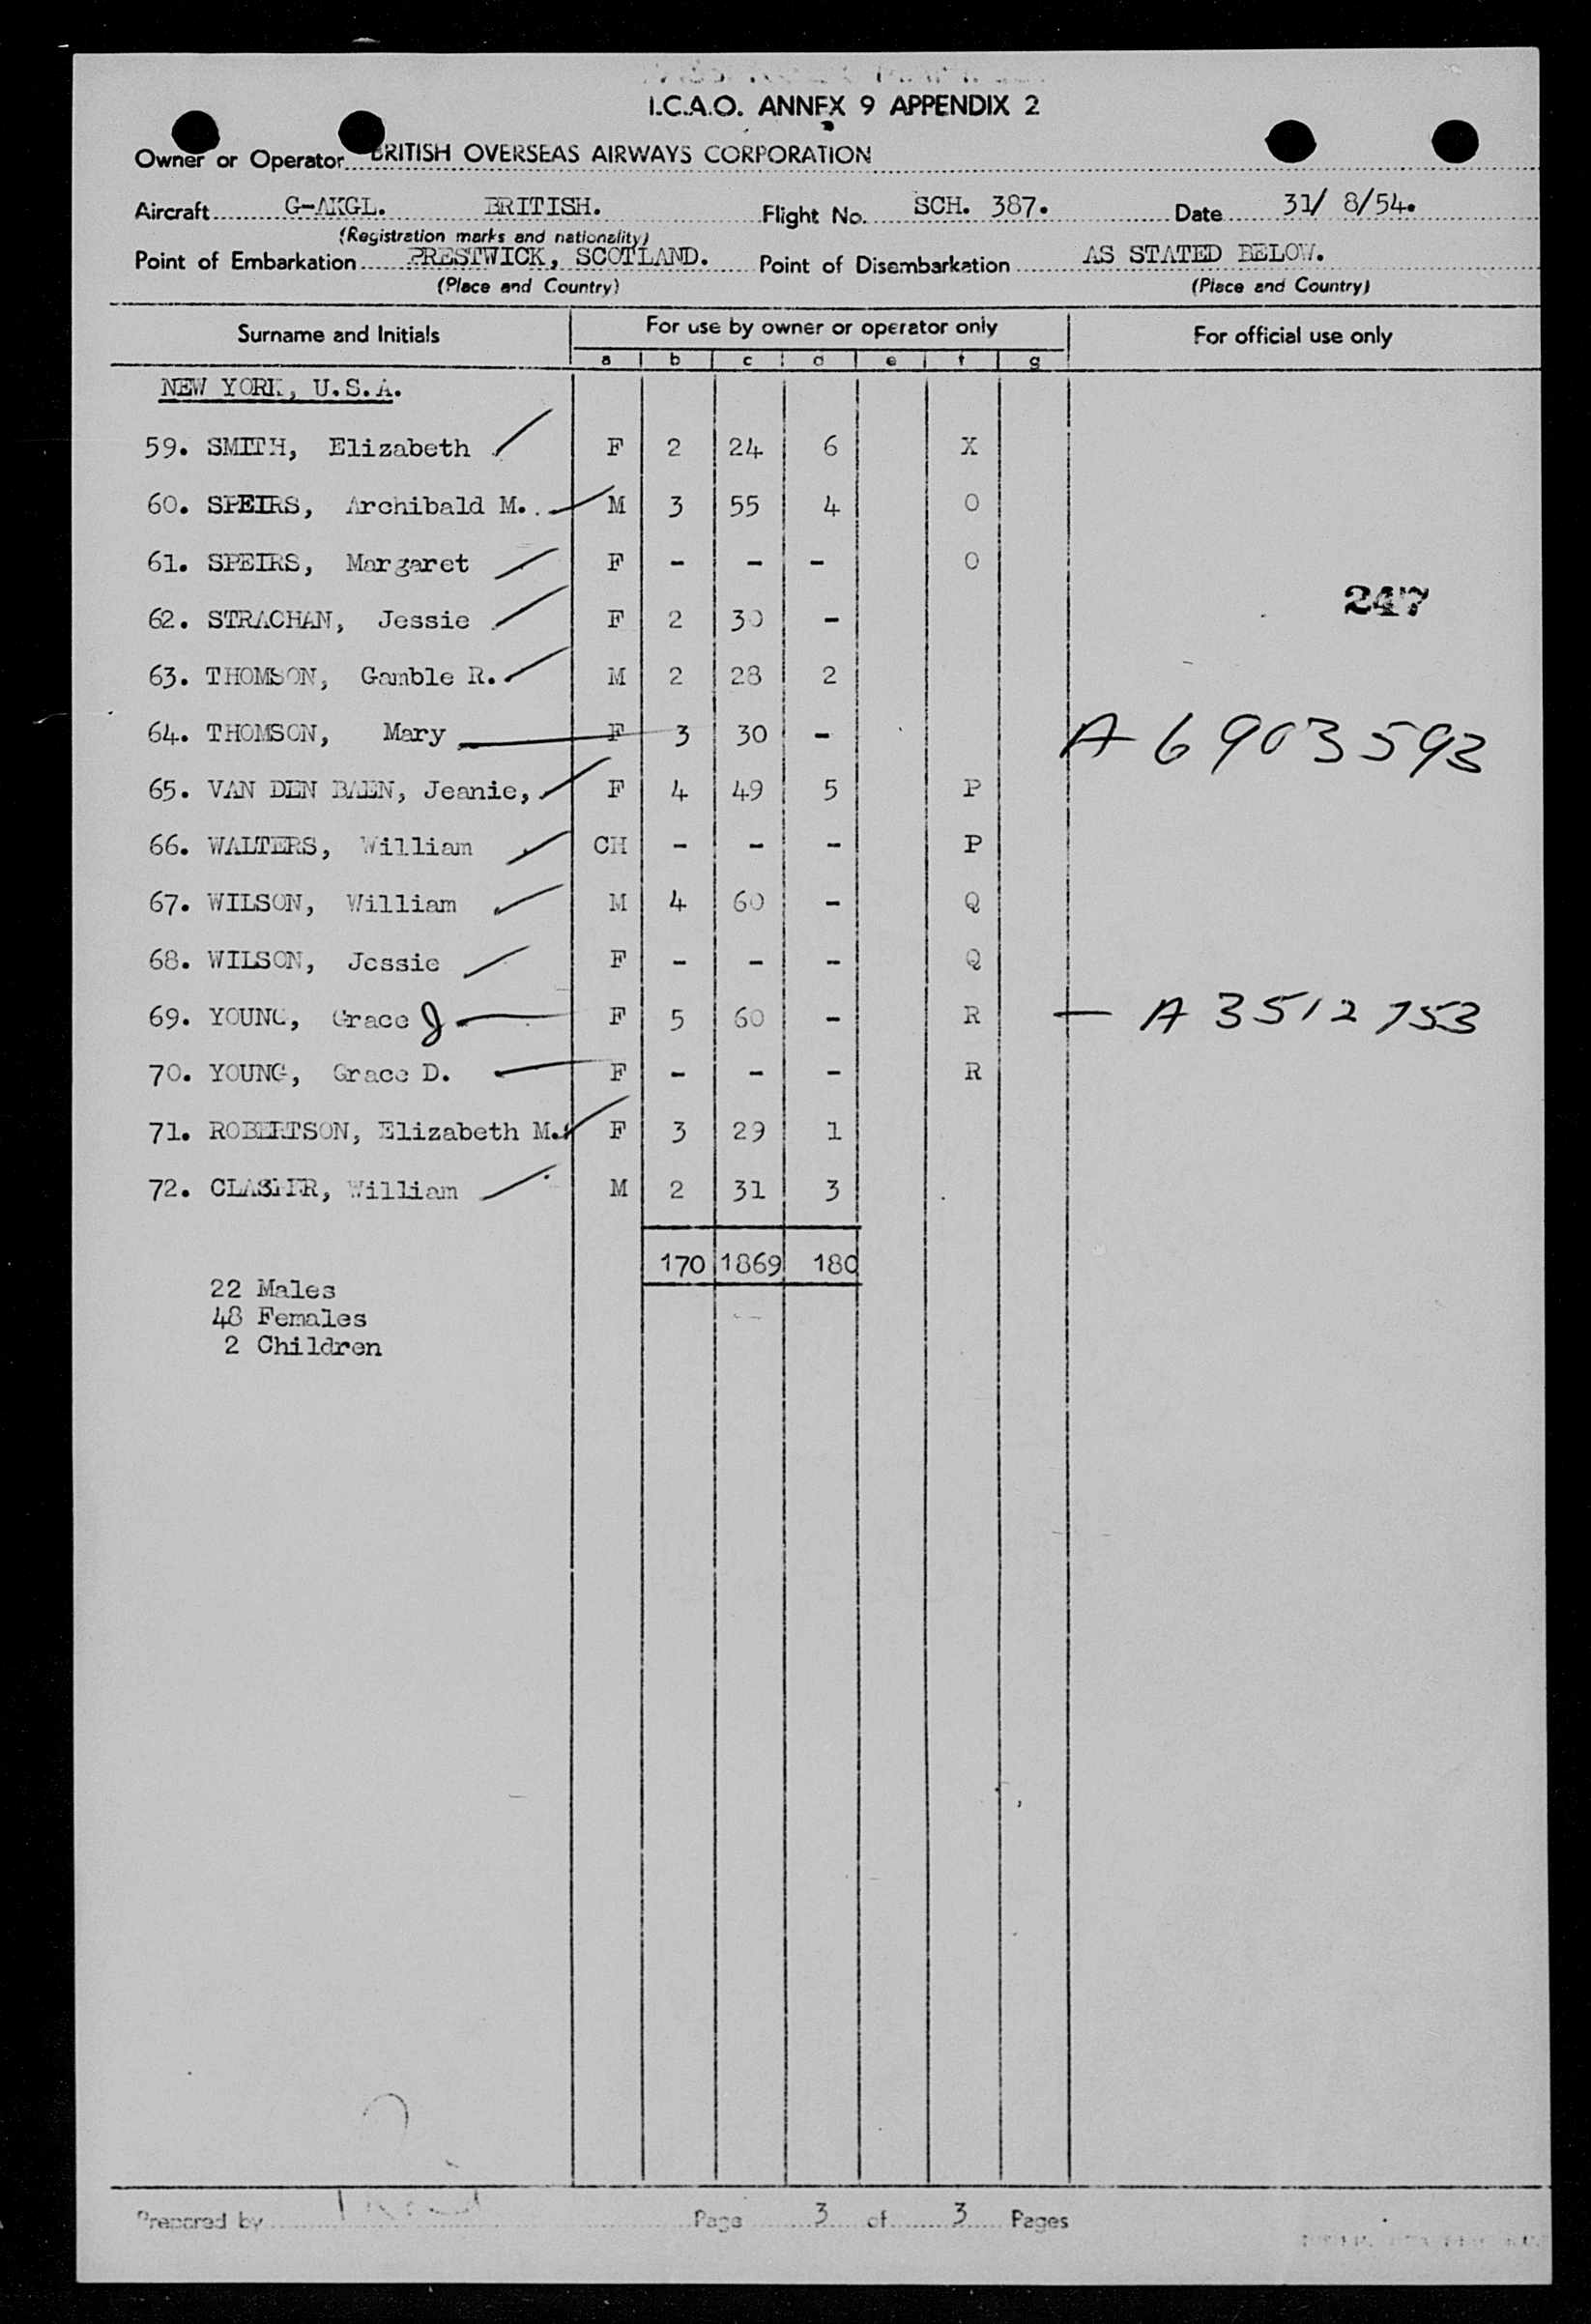 I.C.A.O. ANNEX 9 APPENDIX 2
Owner or Operator BRITISH OVERSEAS AIRWAYS CORPORATION
Aircraft G-AKGL. BRITISH. Flight No. SCH. 387. Date 31/ 8/54.
(Registration marks and nationality)
Point of Embarkation PRESTWICK, SCOTLAND. Point of Disembarkation AS STATED BELOW.
(Place and Country) (Place and Country)
Surname and Initials For use by owner or operator only For official use only
a b c d e f g
NEW YORK, U.S.A.
59. SMITH, Elizabeth F 2 24 6 X
60. SPEIRS, Archibald M. M 3 55 4 O
61. SPEIRS, Margaret F - - - O
247
62. STRACHAN, Jessie F 2 30 -
63. THOMSON, Gamble R. M 2 28 2
64. THOMSON, Mary F 3 30 - A 6903593
65. VAN DEN BAEN, Jeanie, F 4 49 5 P
66. WALTERS, William CH - - - P
67. WILSON, William M 4 60 - Q
68. WILSON, Jessie F - - - Q
69. YOUNG, Grace J F 5 60 - R — A 3512753
70. YOUNG, Grace D. F - - - R
71. ROBERTSON, Elizabeth M. F 3 29 1
72. William M 2 31 3
170 1869 180
22 Males
48 Females
2 Children
Prepared by Page 3 of 3 Pages